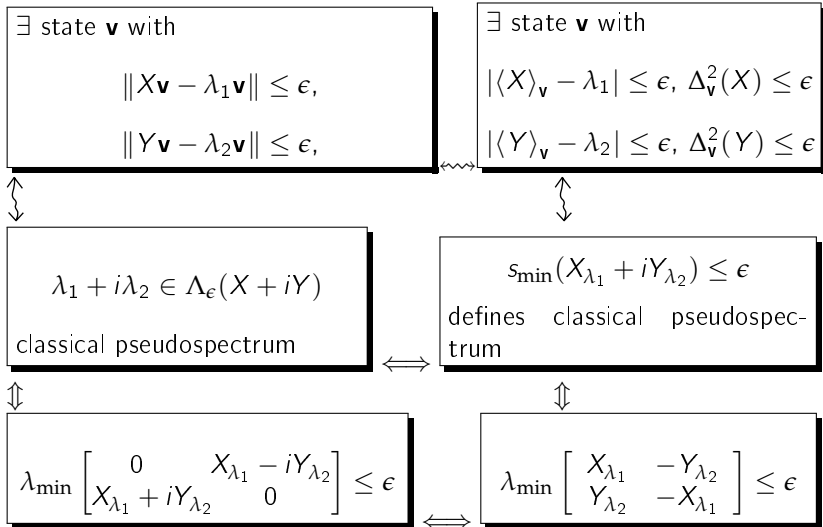 ∃ state v with
‖Xv − λ₁v‖ ≤ ϵ,
‖Yv − λ₂v‖ ≤ ϵ,
∃ state v with
|⟨X⟩ᵥ − λ₁| ≤ ϵ, Δ²ᵥ(X) ≤ ϵ
|⟨Y⟩ᵥ − λ₂| ≤ ϵ, Δ²ᵥ(Y) ≤ ϵ
↭
↕ ↕
λ₁ + iλ₂ ∈ Λ_ϵ(X + iY)
classical pseudospectrum
s_min(X_λ₁ + iY_λ₂) ≤ ϵ
defines classical pseudospec-
trum
⟺
⇕ ⇕
λ_min [ 0 X_λ₁ − iY_λ₂ ; X_λ₁ + iY_λ₂ 0 ] ≤ ϵ
λ_min [ X_λ₁ −Y_λ₂ ; Y_λ₂ −X_λ₁ ] ≤ ϵ
⟺